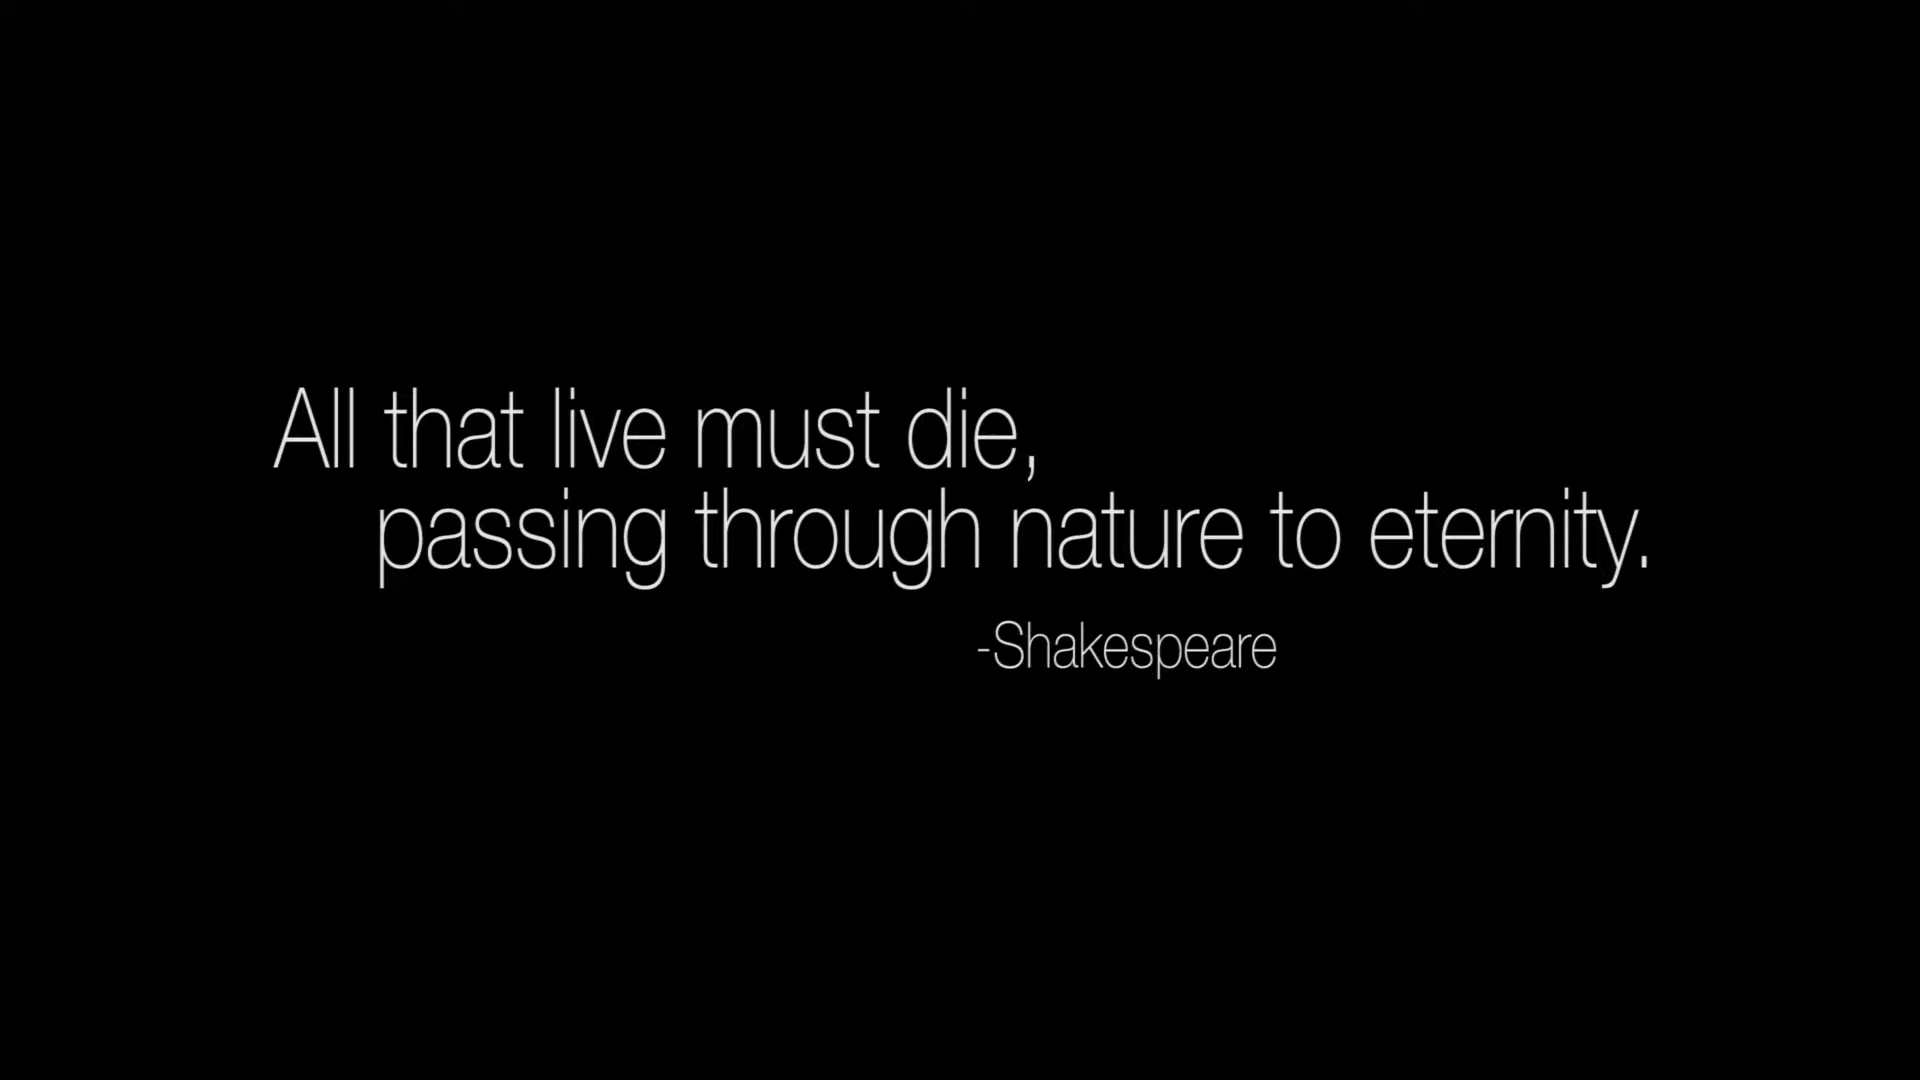 All that live must die,
passing through nature to eternity.
-Shakespeare